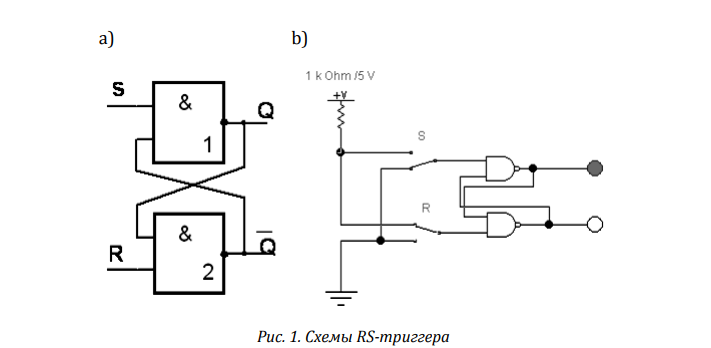 a)
b)
S
&
1
Q
R
&
2
Q̅
1 k Ohm /5 V
+V
S
R
Рис. 1. Схемы RS-триггера